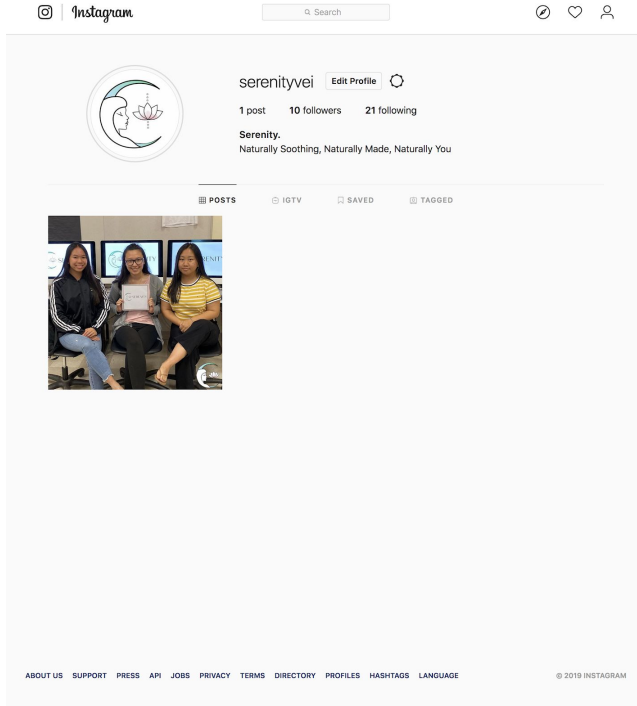 Instagram
Search
serenityvei Edit Profile
1 post 10 followers 21 following
Serenity.
Naturally Soothing, Naturally Made, Naturally You
POSTS IGTV SAVED TAGGED
ABOUT US SUPPORT PRESS API JOBS PRIVACY TERMS DIRECTORY PROFILES HASHTAGS LANGUAGE © 2019 INSTAGRAM